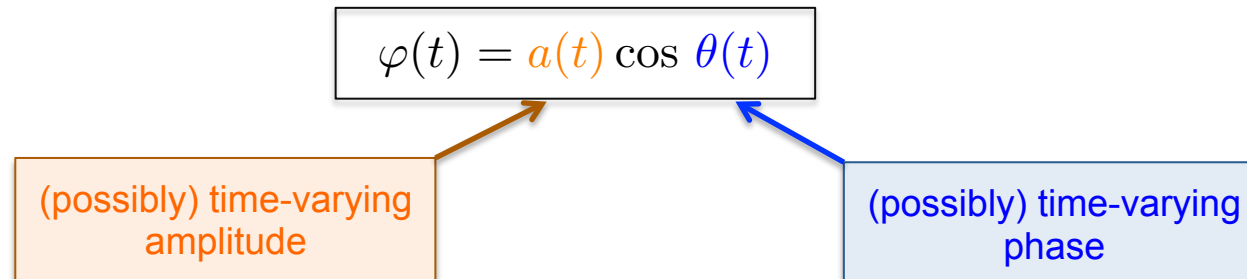 φ(t) = a(t) cos θ(t)
(possibly) time-varying
amplitude
(possibly) time-varying
phase